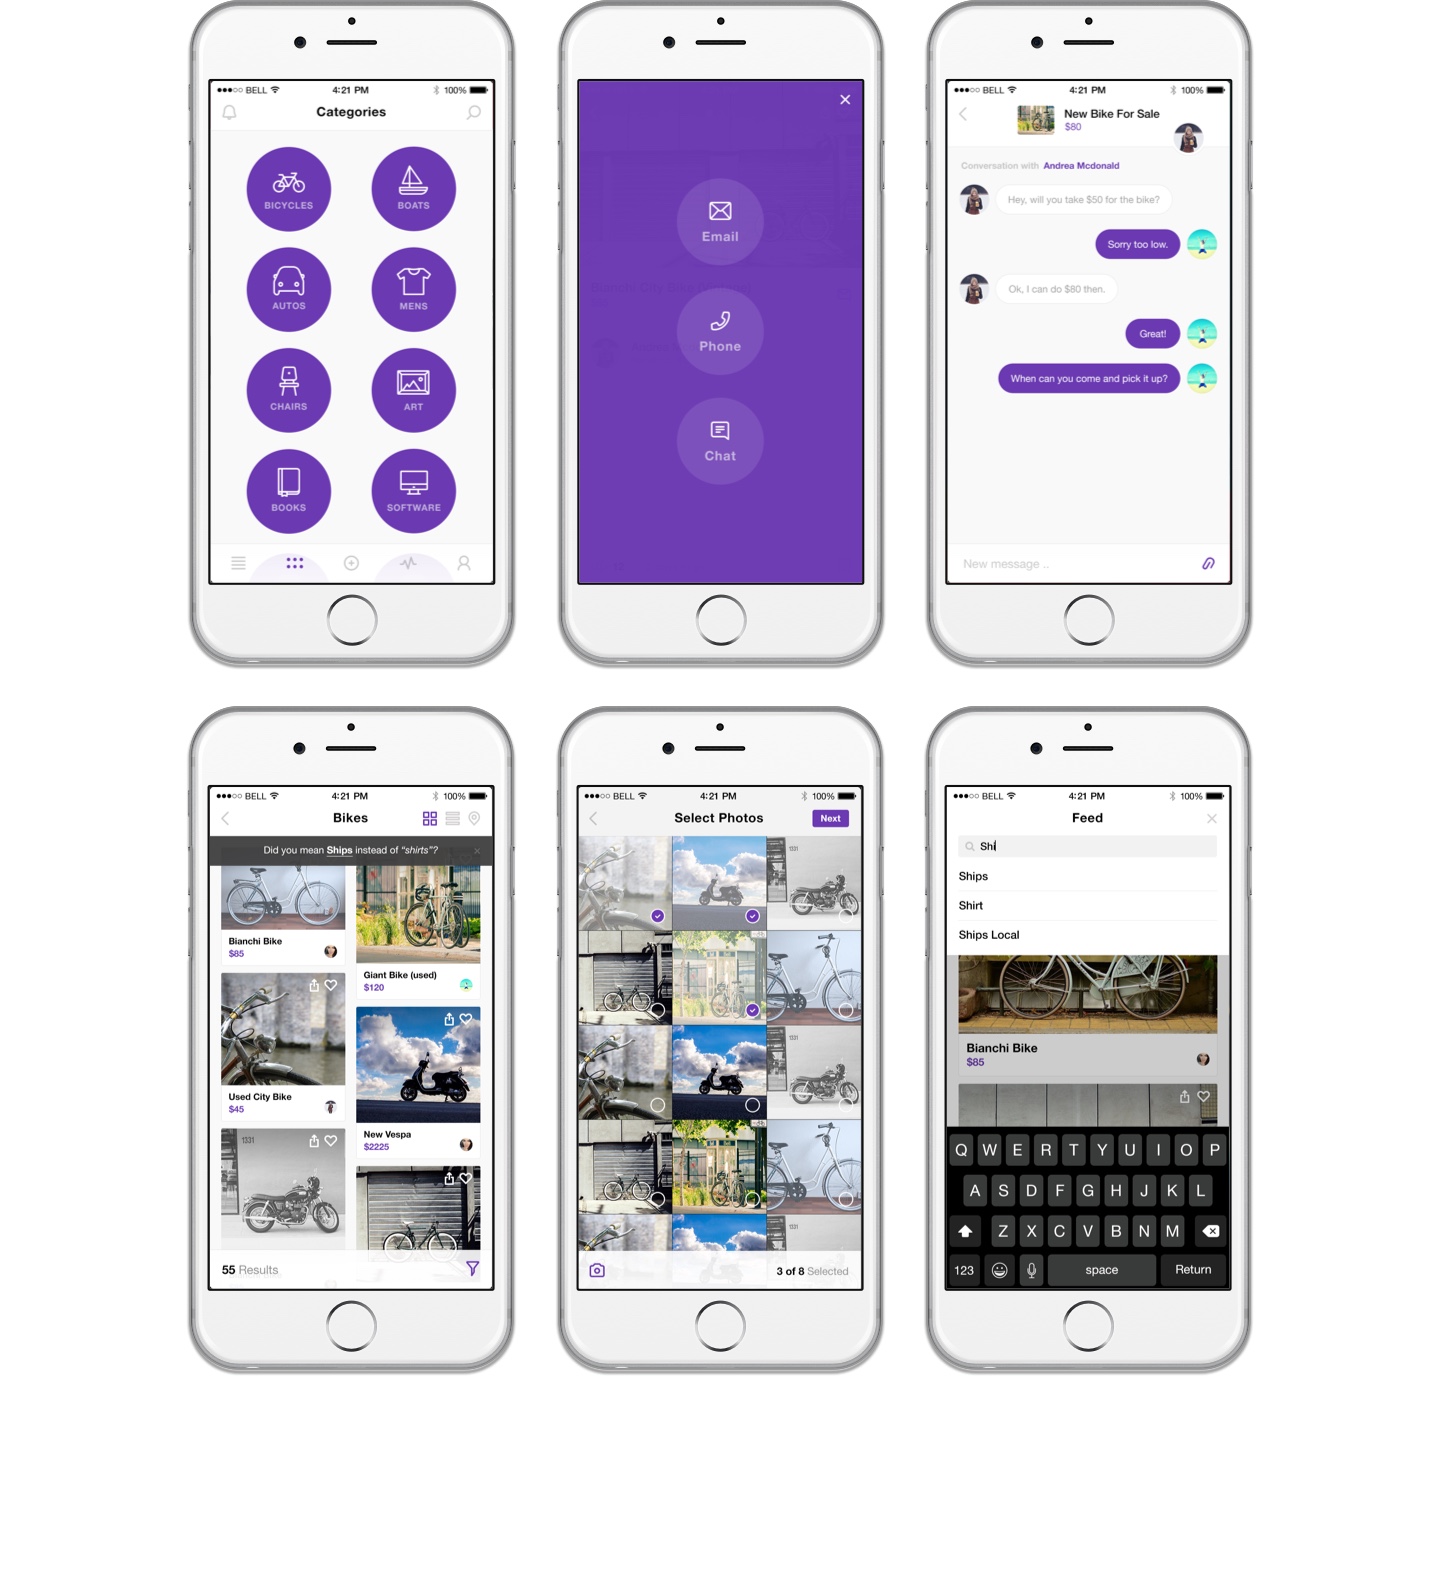 BELL 4:21 PM 100%
Categories
BICYCLES BOATS
AUTOS MENS
CHAIRS ART
BOOKS SOFTWARE
Email
Phone
Chat
BELL 4:21 PM 100%
New Bike For Sale
$80
Conversation with Andrea Mcdonald
Hey, will you take $50 for the bike?
Sorry too low.
Ok, I can do $80 then.
Great!
When can you come and pick it up?
New message ..
BELL 4:21 PM 100%
Bikes
Did you mean Ships instead of “shirts”?
Bianchi Bike
$85
Giant Bike (used)
$120
Used City Bike
$45
New Vespa
$2225
1331
55 Results
BELL 4:21 PM 100%
Select Photos
Next
1331
1331
1331
3 of 8 Selected
BELL 4:21 PM 100%
Feed
Shi
Ships
Shirt
Ships Local
Bianchi Bike
$85
Q W E R T Y U I O P
A S D F G H J K L
Z X C V B N M
123 space Return